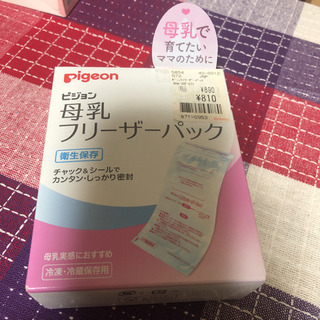 母乳で
育てたい
ママのために
pigeon
ピジョン
母乳
フリーザーパック
衛生保存
チャック&シールで
カンタン・しっかり密封
¥890
¥810
母乳実感におすすめ
冷凍・冷蔵保存用